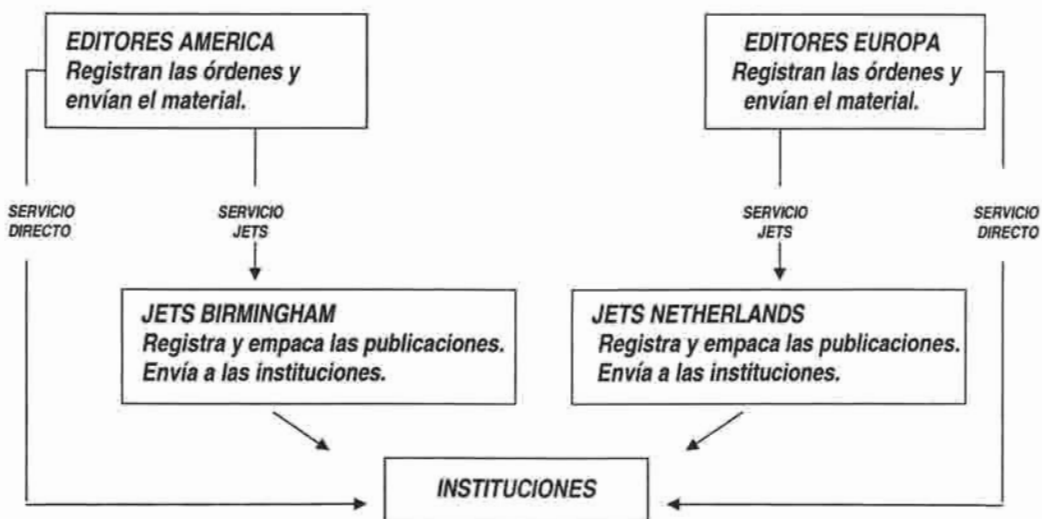 EDITORES AMERICA
Registran las órdenes y
envían el material.
EDITORES EUROPA
Registran las órdenes y
envían el material.
SERVICIO
DIRECTO
SERVICIO
JETS
SERVICIO
JETS
SERVICIO
DIRECTO
JETS BIRMINGHAM
Registra y empaca las publicaciones.
Envía a las instituciones.
JETS NETHERLANDS
Registra y empaca las publicaciones.
Envía a las instituciones.
INSTITUCIONES